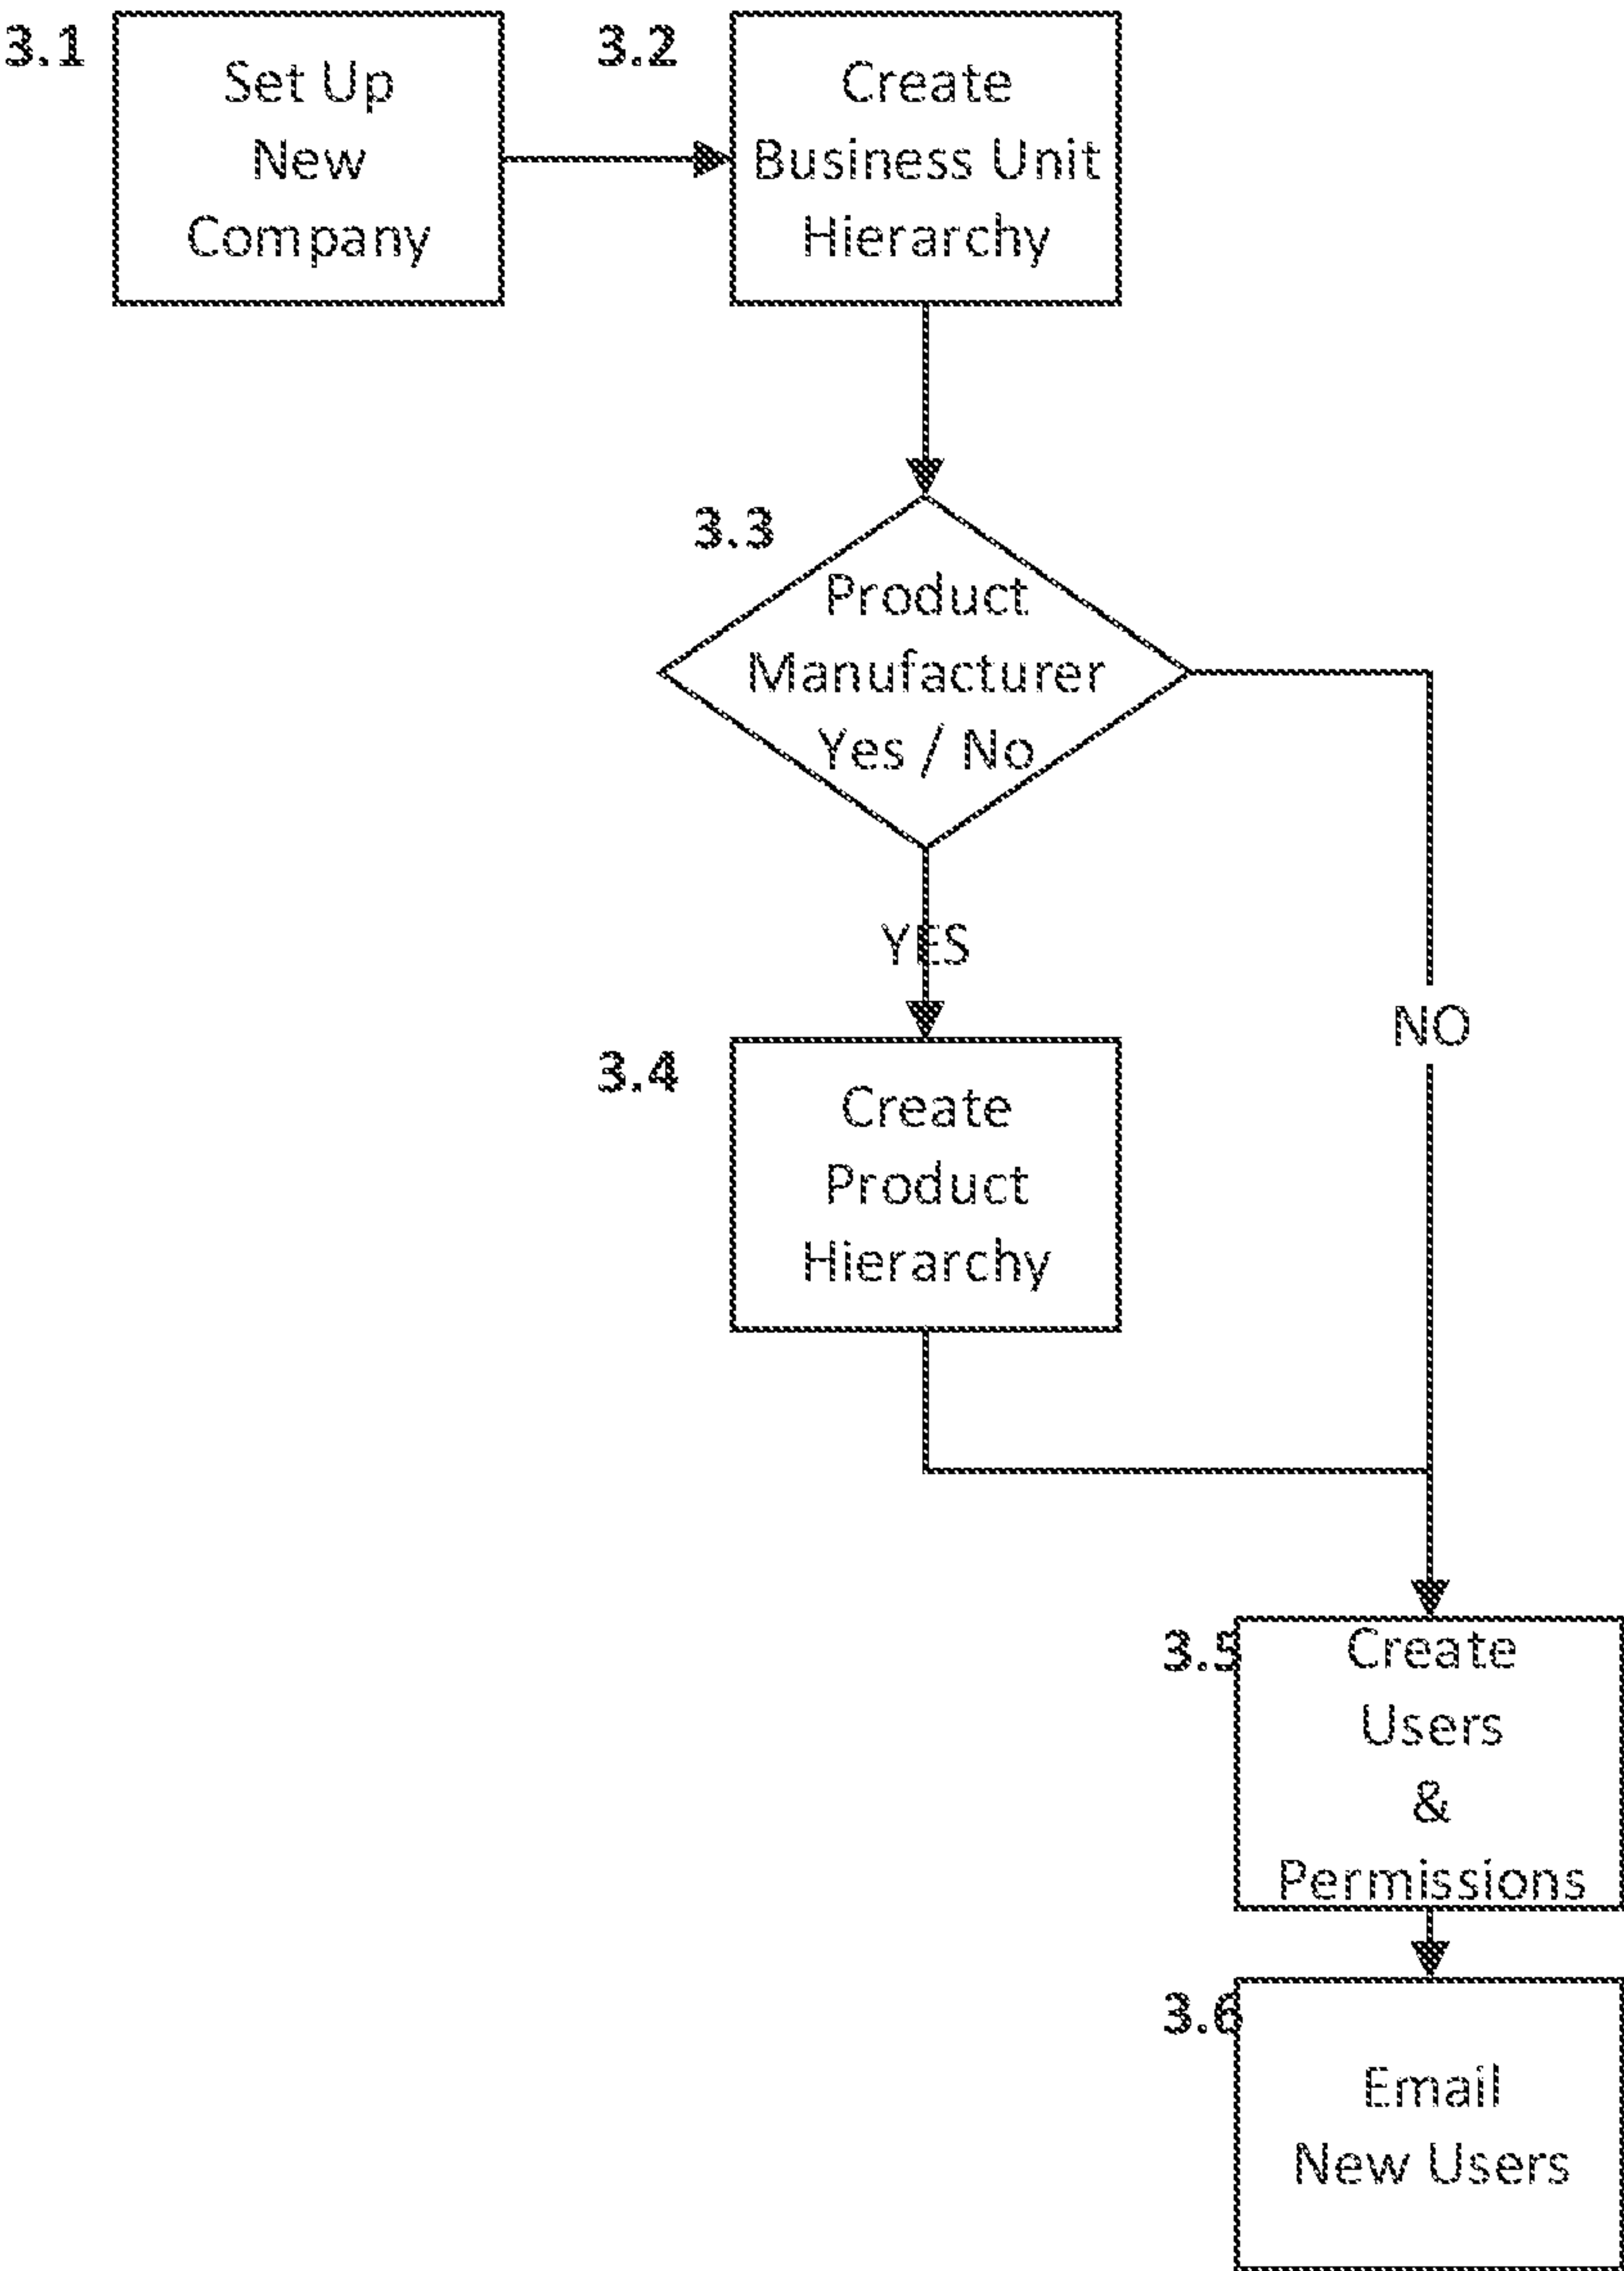 3.1
Set Up
New
Company
3.2
Create
Business Unit
Hierarchy
3.3
Product
Manufacturer
Yes / No
YES
NO
3.4
Create
Product
Hierarchy
3.5
Create
Users
&
Permissions
3.6
Email
New Users